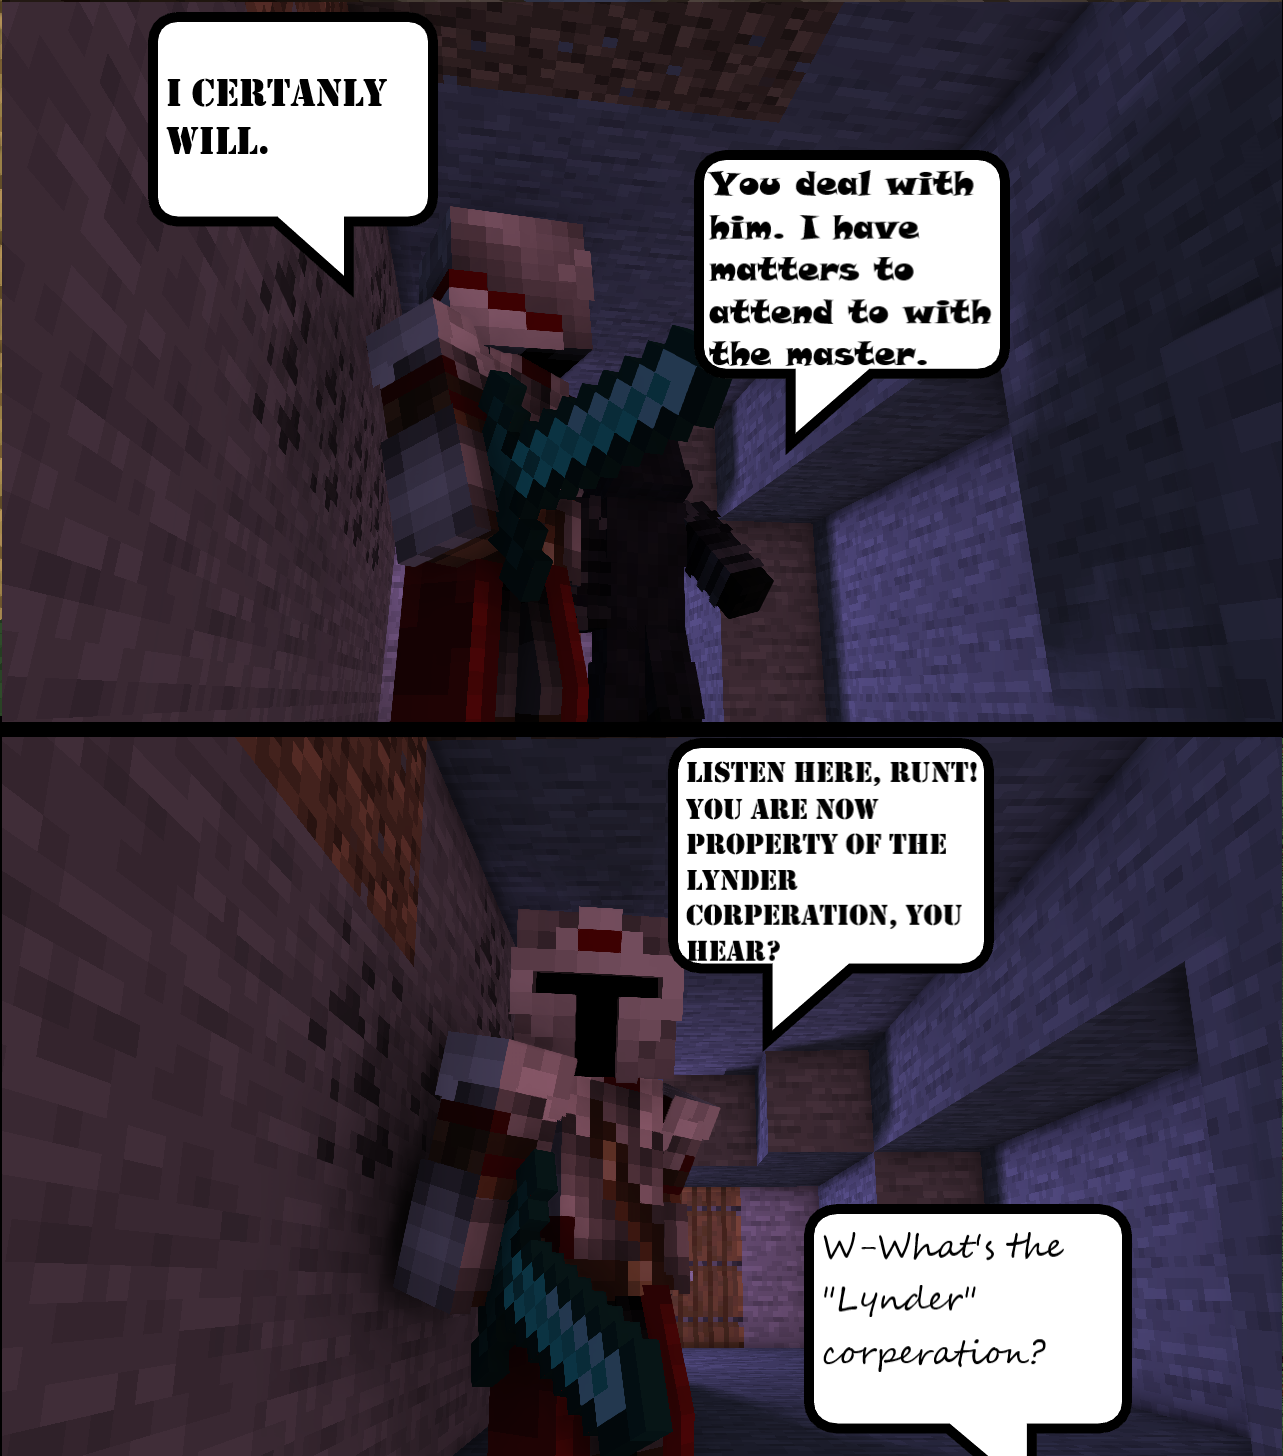 I CERTANLY
WILL.
You deal with
him. I have
matters to
attend to with
the master.
LISTEN HERE, RUNT!
YOU ARE NOW
PROPERTY OF THE
LYNDER
CORPERATION, YOU
HEAR?
W-What's the
"Lynder"
corperation?